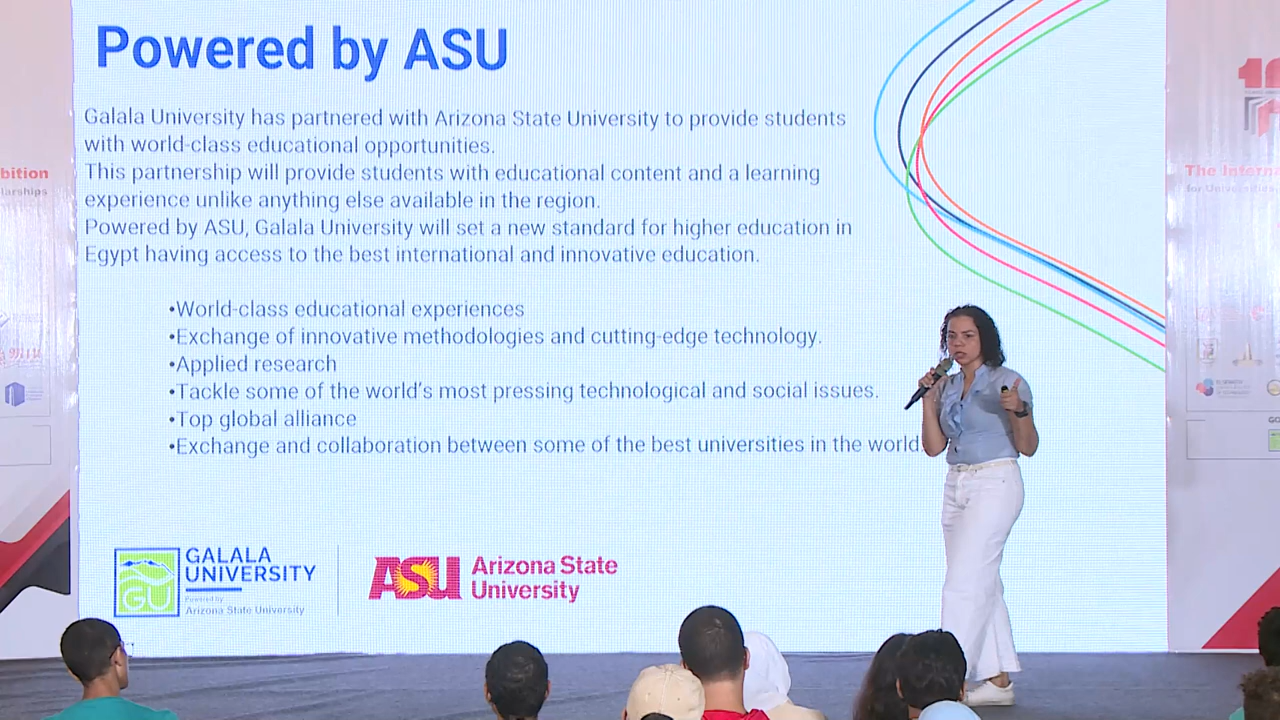 Powered by ASU
Galala University has partnered with Arizona State University to provide students
with world-class educational opportunities.
This partnership will provide students with educational content and a learning
experience unlike anything else available in the region.
Powered by ASU, Galala University will set a new standard for higher education in
Egypt having access to the best international and innovative education.
•World-class educational experiences
•Exchange of innovative methodologies and cutting-edge technology.
•Applied research
•Tackle some of the world's most pressing technological and social issues.
•Top global alliance
•Exchange and collaboration between some of the best universities in the world.
GALALA
UNIVERSITY
GU
Powered by
Arizona State University
ASU
Arizona State
University
bition
larships
The Interna
for Universities